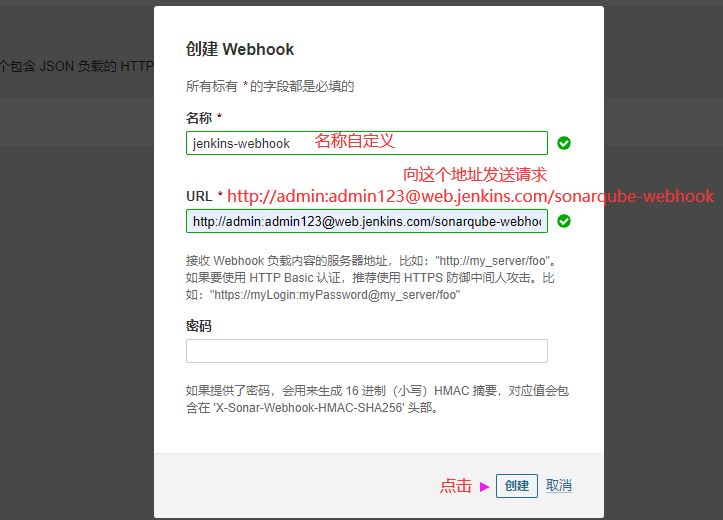 创建 Webhook
个包含 JSON 负载的 HTTP
所有标有 * 的字段都是必填的
名称 *
jenkins-webhook 名称自定义
向这个地址发送请求
URL * http://admin:admin123@web.jenkins.com/sonarqube-webhook
http://admin:admin123@web.jenkins.com/sonarqube-webhoo
接收 Webhook 负载内容的服务器地址，比如："http://my_server/foo"。
如果要使用 HTTP Basic 认证，推荐使用 HTTPS 防御中间人攻击。比
如："https://myLogin:myPassword@my_server/foo"
密码
如果提供了密码，会用来生成 16 进制（小写）HMAC 摘要，对应值会包
含在 'X-Sonar-Webhook-HMAC-SHA256' 头部。
点击 创建 取消